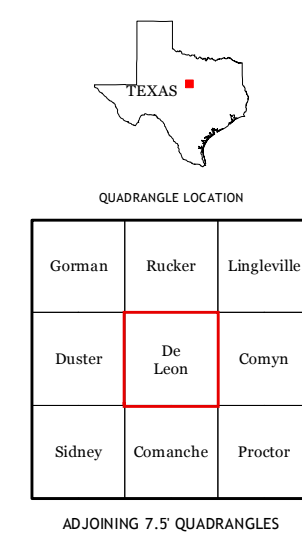 TEXAS
QUADRANGLE LOCATION
Gorman Rucker Lingleville
Duster De Leon Comyn
Sidney Comanche Proctor
ADJOINING 7.5' QUADRANGLES